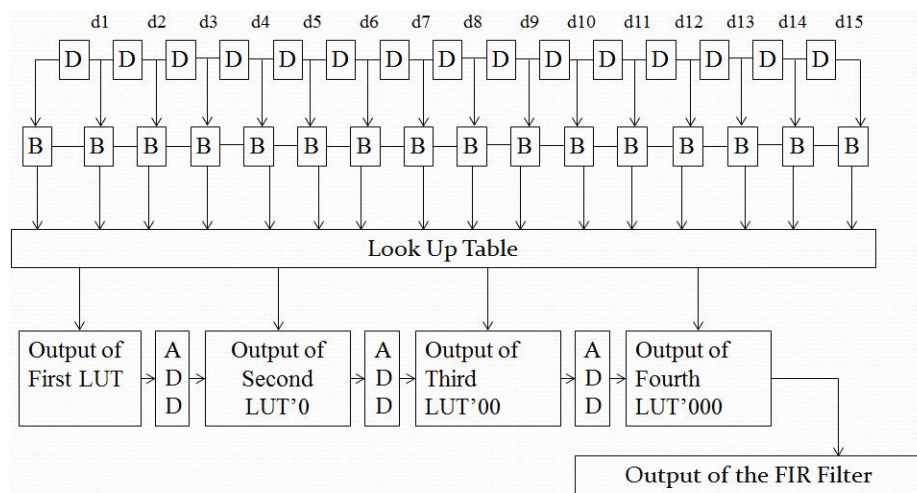 d1 d2 d3 d4 d5 d6 d7 d8 d9 d10 d11 d12 d13 d14 d15
D D D D D D D D D D D D D D D
B B B B B B B B B B B B B B B B
Look Up Table
Output of
First LUT
A
D
D
Output of
Second
LUT'0
A
D
D
Output of
Third
LUT'00
A
D
D
Output of
Fourth
LUT'000
Output of the FIR Filter